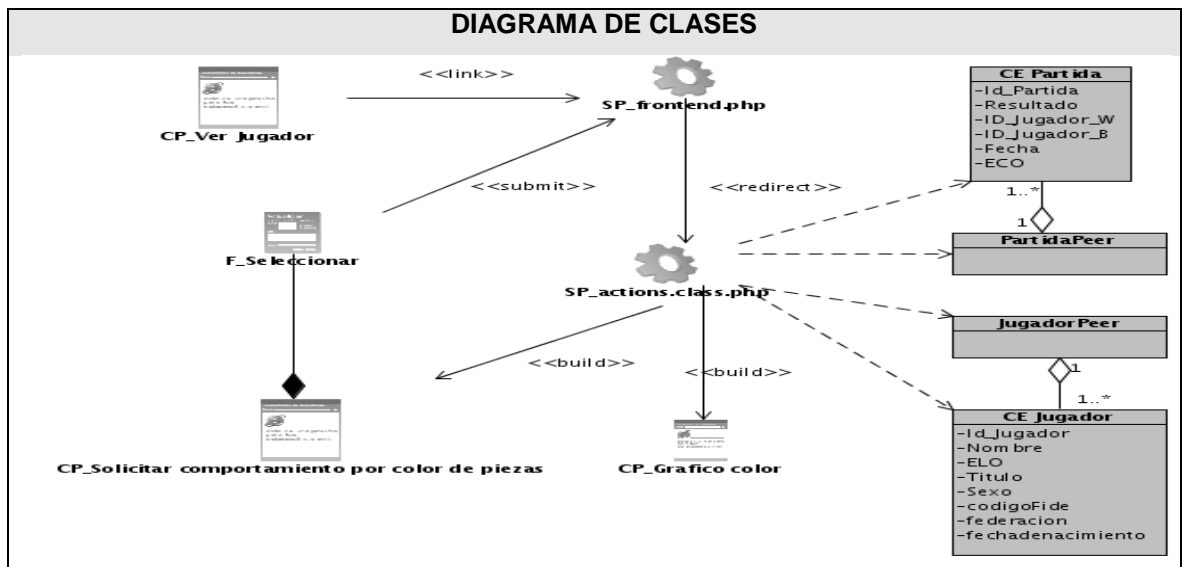 DIAGRAMA DE CLASES
<<link>>
CP_Ver Jugador
SP_frontend.php
<<submit>>
<<redirect>>
F_Seleccionar
SP_actions.class.php
<<build>>
<<build>>
CP_Solicitar comportamiento por color de piezas
CP_Grafico color
CE Partida
-Id_Partida
-Resultado
-ID_Jugador_W
-ID_Jugador_B
-Fecha
-ECO
1..*
1
PartidaPeer
JugadorPeer
1
1..*
CE Jugador
-Id_Jugador
-Nombre
-ELO
-Titulo
-Sexo
-codigoFide
-federacion
-fechadenacimiento